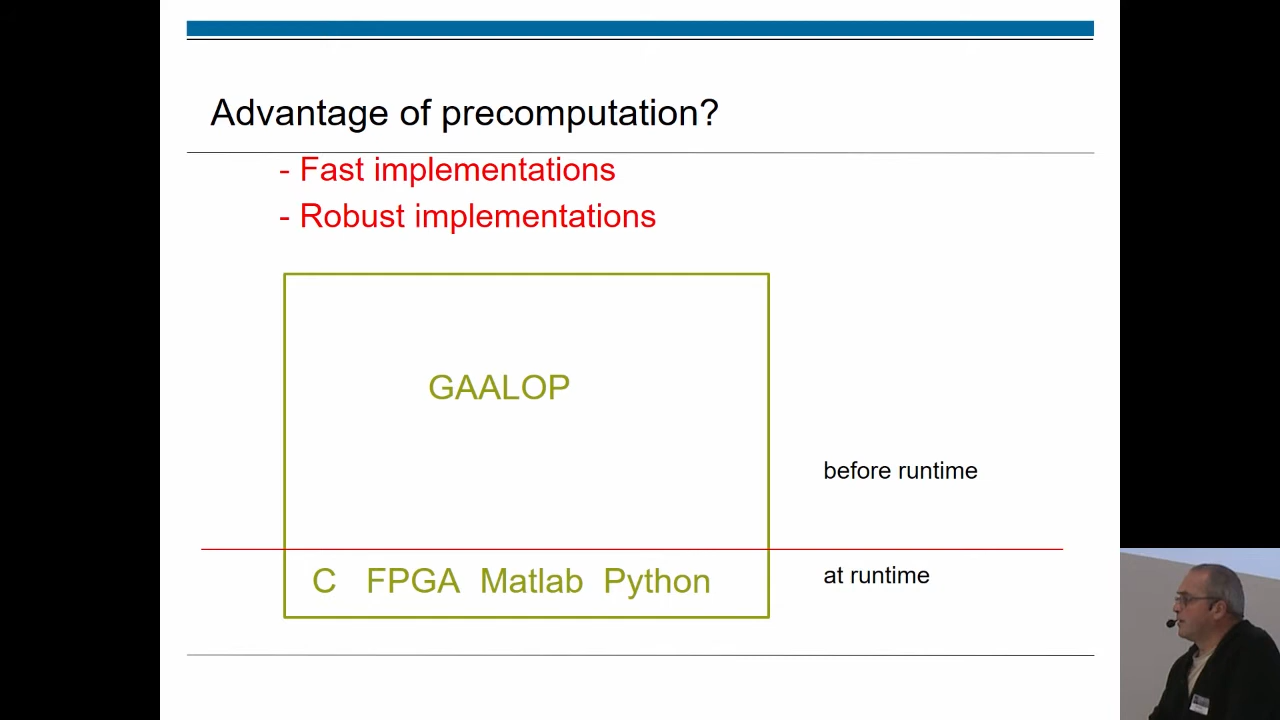 Advantage of precomputation?
- Fast implementations
- Robust implementations
GAALOP
before runtime
C FPGA Matlab Python
at runtime